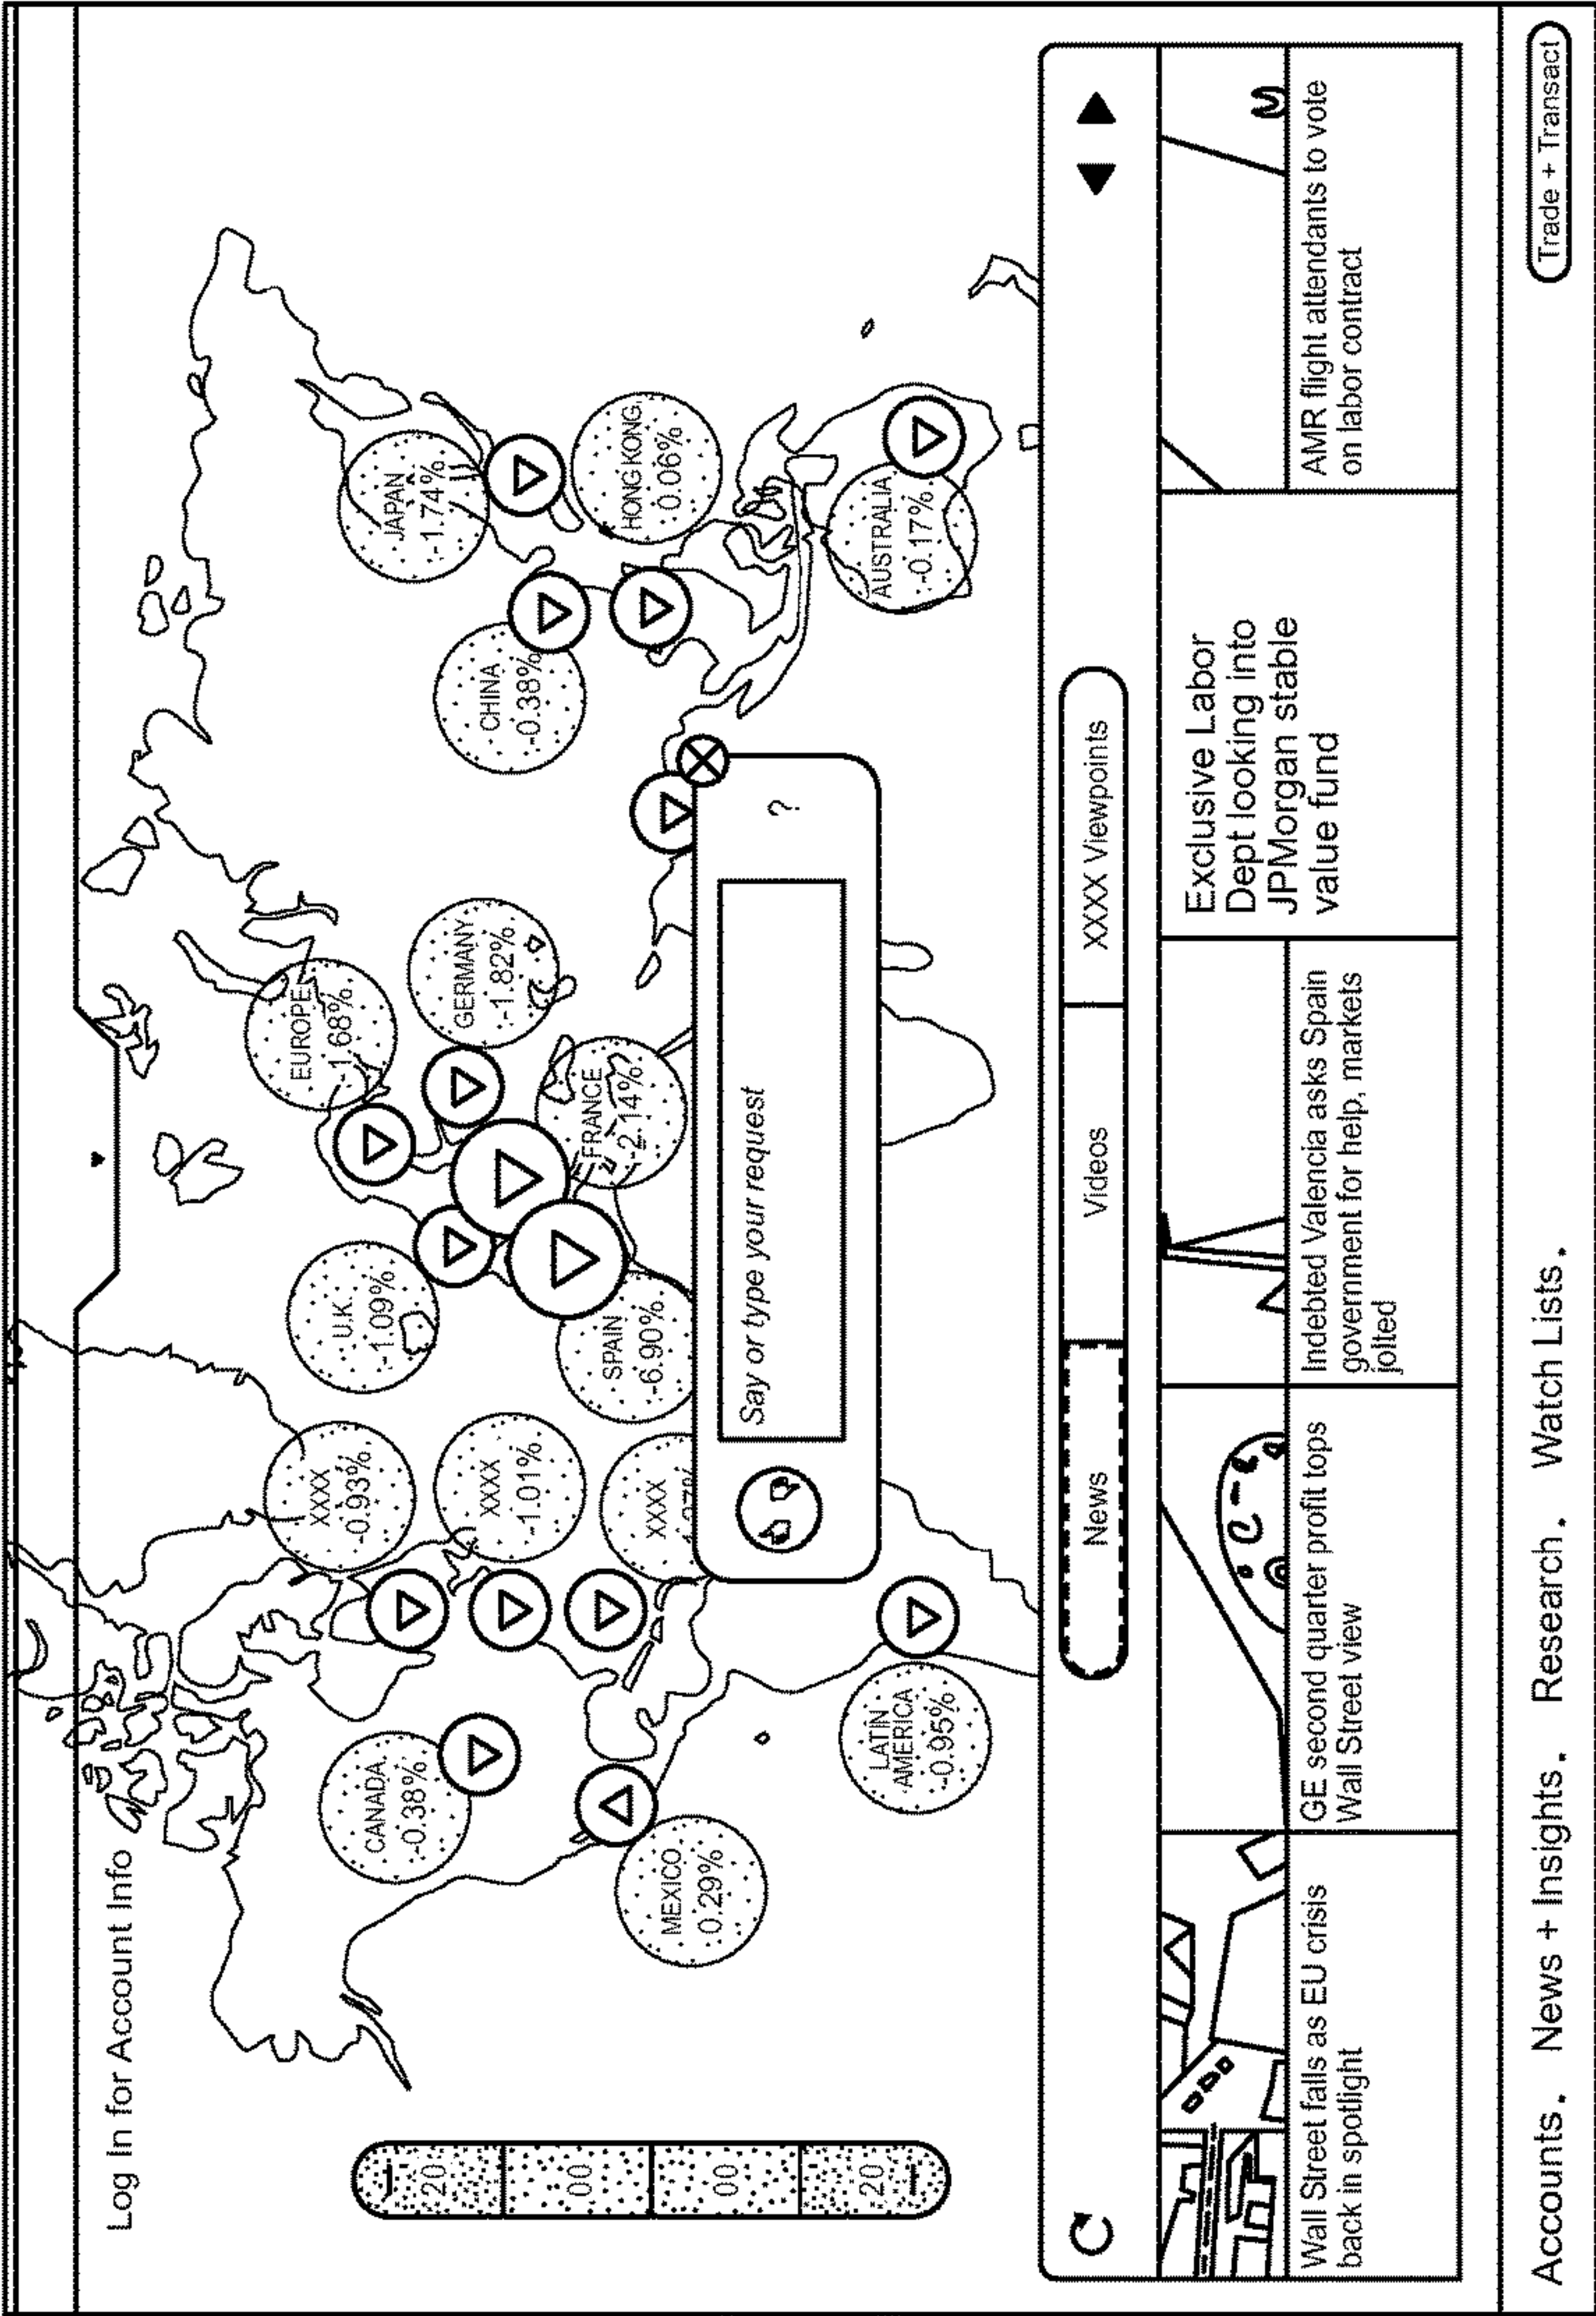 Log In for Account Info
EUROPE
-1.68%
XXXX
-0.93%
U.K.
-1.09%
JAPAN
-1.74%
CANADA
-0.38%
GERMANY
-1.82%
CHINA
-0.38%
XXXX
-1.01%
FRANCE
-2.14%
HONG KONG
0.06%
SPAIN
-6.90%
XXXX
MEXICO
0.29%
AUSTRALIA
-0.17%
LATIN
AMERICA
-0.95%
20
00
00
20
Say or type your request
?
News
Videos
XXXX Viewpoints
Wall Street falls as EU crisis
back in spotlight
GE second quarter profit tops
Wall Street view
Indebted Valencia asks Spain
government for help, markets
jolted
Exclusive Labor
Dept looking into
JPMorgan stable
value fund
AMR flight attendants to vote
on labor contract
Accounts. News + Insights. Research. Watch Lists.
Trade + Transact